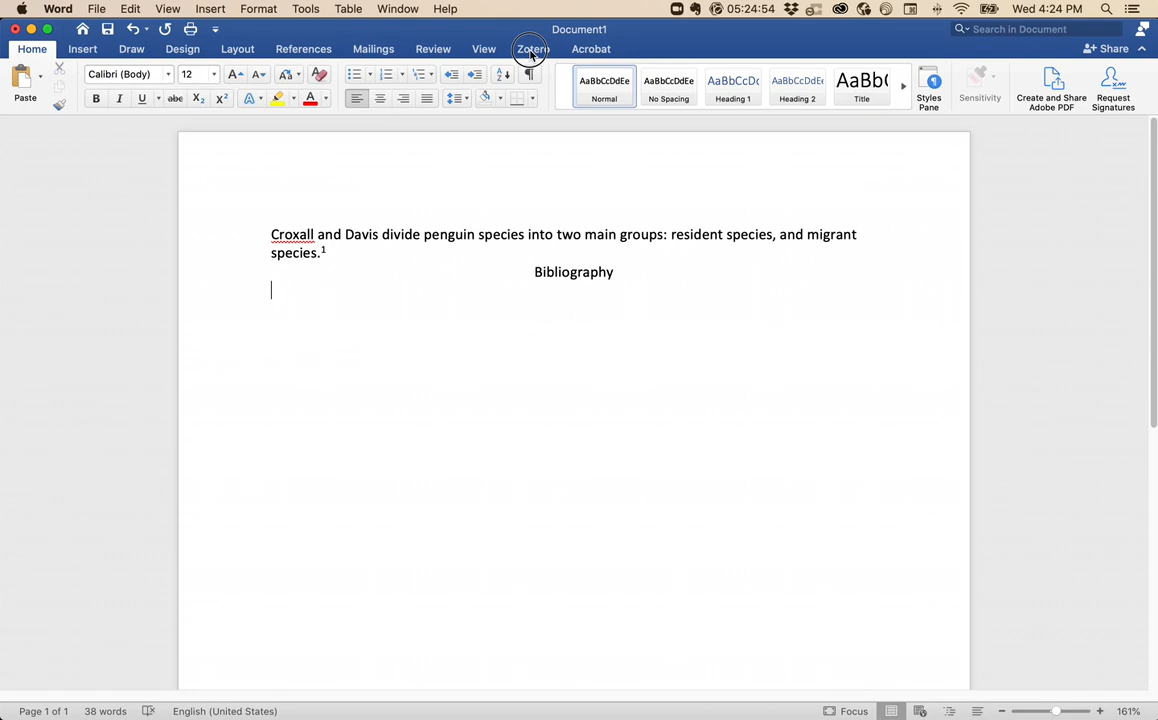 Word File Edit View Insert Format Tools Table Window Help 05:24:54 Wed 4:24 PM
Document1 Search in Document
Home Insert Draw Design Layout References Mailings Review View Zotero Acrobat Share
Paste Calibri (Body) 12 AaBbCcDdEe AaBbCcDdEe AaBbCcDc AaBbCcDdEe AaBb( Styles Pane Sensitivity Create and Share Adobe PDF Request Signatures
B I U abc X₂ X² A A Normal No Spacing Heading 1 Heading 2 Title
Croxall and Davis divide penguin species into two main groups: resident species, and migrant
species.¹
Bibliography
Page 1 of 1 38 words English (United States) Focus 161%